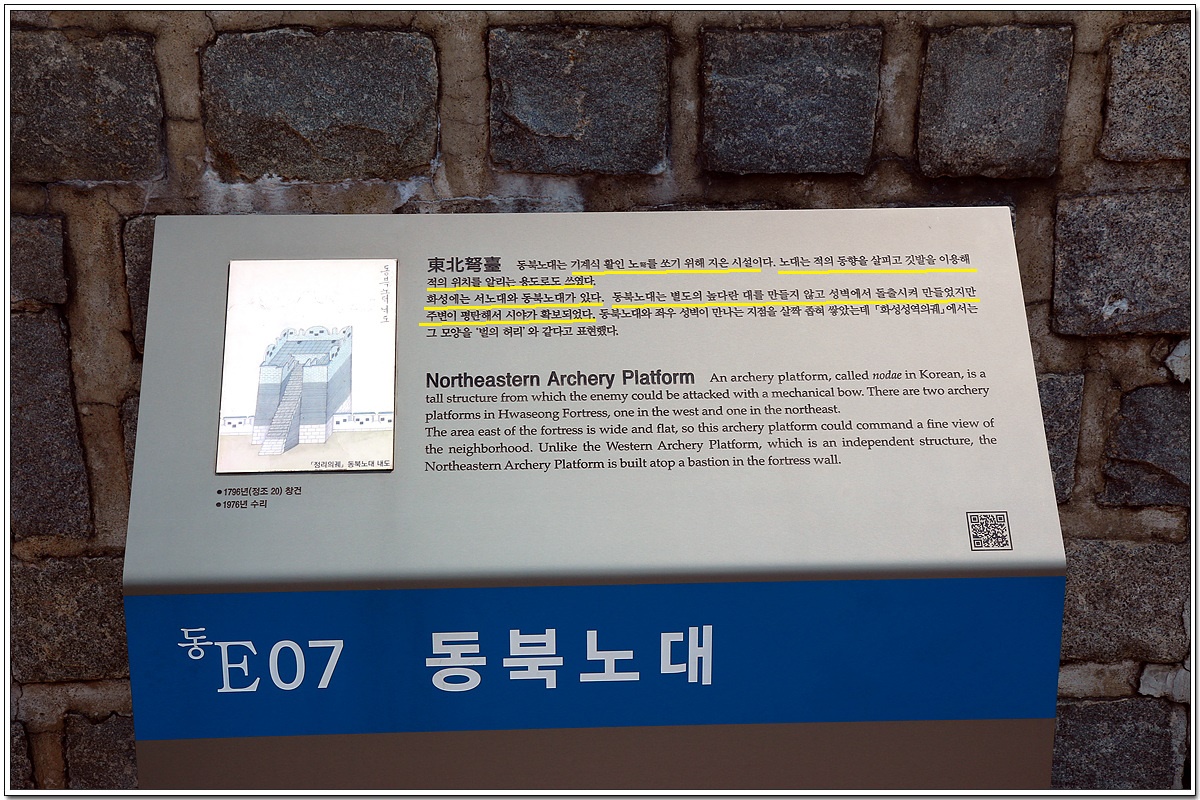 동북노대도
『정리의궤』 동북노대 내도
●1796년(정조 20) 창건
●1976년 수리
東北弩臺 동북노대는 기계식 활인 노弩를 쏘기 위해 지은 시설이다. 노대는 적의 동향을 살피고 깃발을 이용해
적의 위치를 알리는 용도로도 쓰였다.
화성에는 서노대와 동북노대가 있다. 동북노대는 별도의 높다란 대를 만들지 않고 성벽에서 돌출시켜 만들었지만
주변이 평탄해서 시야가 확보되었다. 동북노대와 좌우 성벽이 만나는 지점을 살짝 좁혀 쌓았는데 『화성성역의궤』에서는
그 모양을 '벌의 허리'와 같다고 표현했다.
Northeastern Archery Platform An archery platform, called nodae in Korean, is a
tall structure from which the enemy could be attacked with a mechanical bow. There are two archery
platforms in Hwaseong Fortress, one in the west and one in the northeast.
The area east of the fortress is wide and flat, so this archery platform could command a fine view of
the neighborhood. Unlike the Western Archery Platform, which is an independent structure, the
Northeastern Archery Platform is built atop a bastion in the fortress wall.
동E07 동북노대